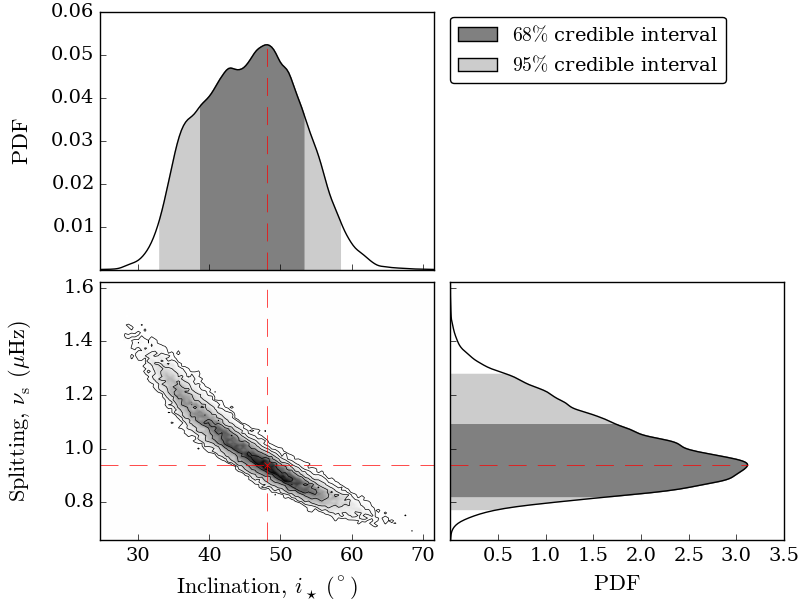 0.06
0.05
0.04
0.03
0.02
0.01
PDF
68% credible interval
95% credible interval
1.6
1.4
1.2
1.0
0.8
Splitting, νs (μHz)
30 40 50 60 70
Inclination, i⋆ (°)
0.5 1.0 1.5 2.0 2.5 3.0 3.5
PDF